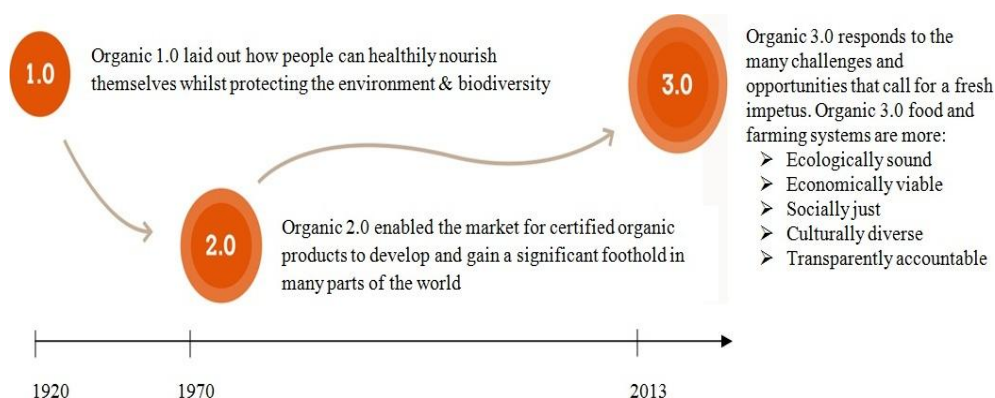 1.0
Organic 1.0 laid out how people can healthily nourish
themselves whilst protecting the environment & biodiversity
2.0
Organic 2.0 enabled the market for certified organic
products to develop and gain a significant foothold in
many parts of the world
3.0
Organic 3.0 responds to the
many challenges and
opportunities that call for a fresh
impetus. Organic 3.0 food and
farming systems are more:
➢ Ecologically sound
➢ Economically viable
➢ Socially just
➢ Culturally diverse
➢ Transparently accountable
1920
1970
2013